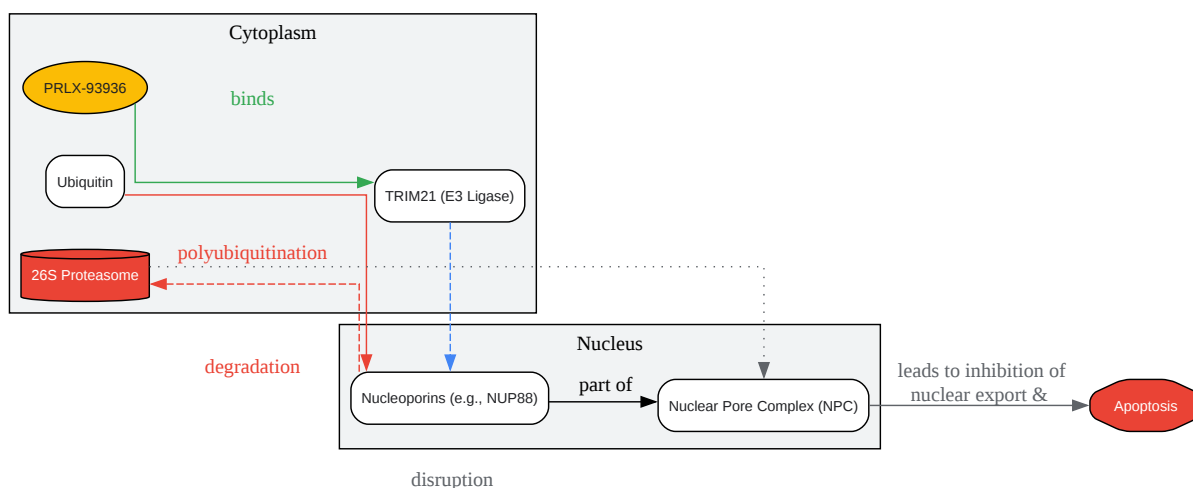 Cytoplasm
PRLX-93936
binds
Ubiquitin
TRIM21 (E3 Ligase)
polyubiquitination
26S Proteasome
Nucleus
degradation
leads to inhibition of
nuclear export &
part of
Nucleoporins (e.g., NUP88)
Nuclear Pore Complex (NPC)
Apoptosis
disruption